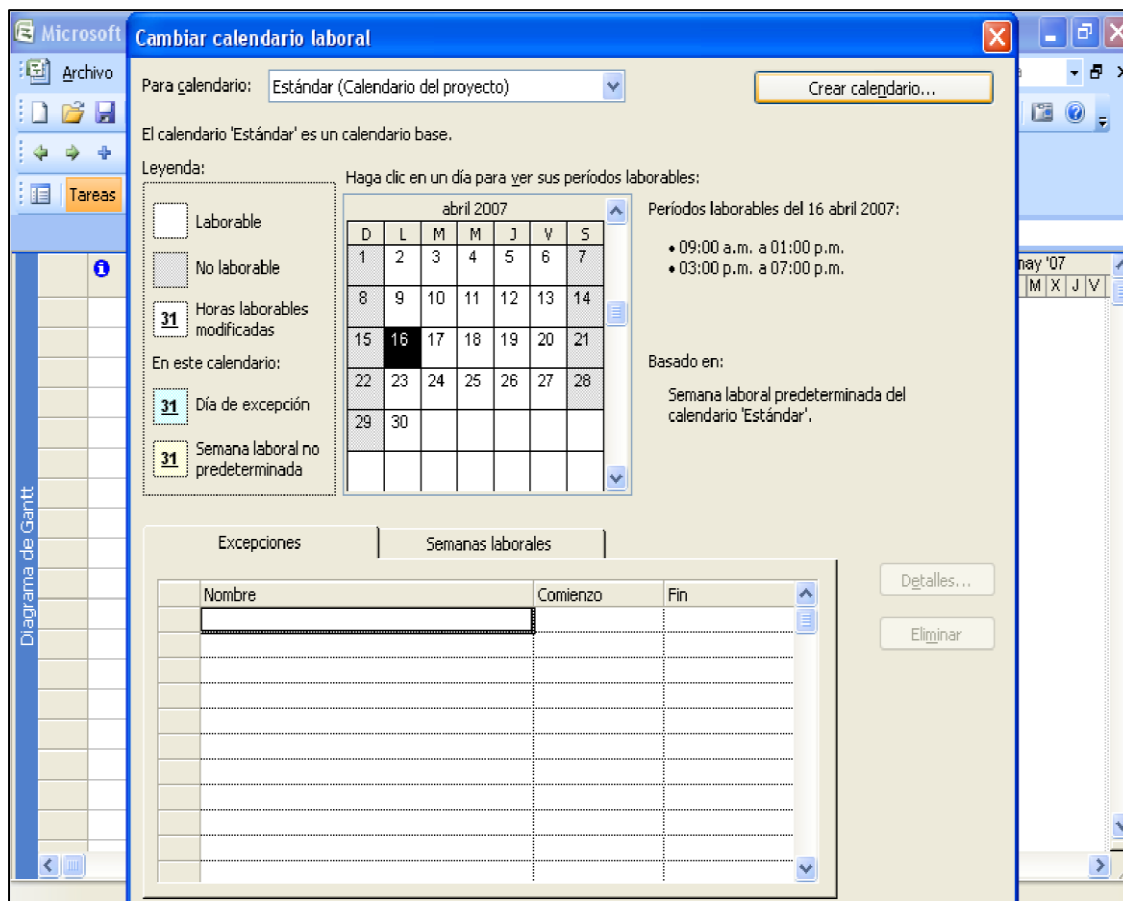 Microsoft
Cambiar calendario laboral
Archivo
Para calendario: Estándar (Calendario del proyecto)
Crear calendario...
El calendario 'Estándar' es un calendario base.
Leyenda:
Haga clic en un día para ver sus períodos laborables:
Tareas
Laborable
No laborable
31 Horas laborables
modificadas
En este calendario:
31 Día de excepción
31 Semana laboral no
predeterminada
abril 2007
D L M M J V S
1 2 3 4 5 6 7
8 9 10 11 12 13 14
15 16 17 18 19 20 21
22 23 24 25 26 27 28
29 30
Períodos laborables del 16 abril 2007:
• 09:00 a.m. a 01:00 p.m.
• 03:00 p.m. a 07:00 p.m.
Basado en:
Semana laboral predeterminada del
calendario 'Estándar'.
may '07
M X J V
Diagrama de Gantt
Excepciones
Semanas laborales
Nombre Comienzo Fin
Detalles...
Eliminar